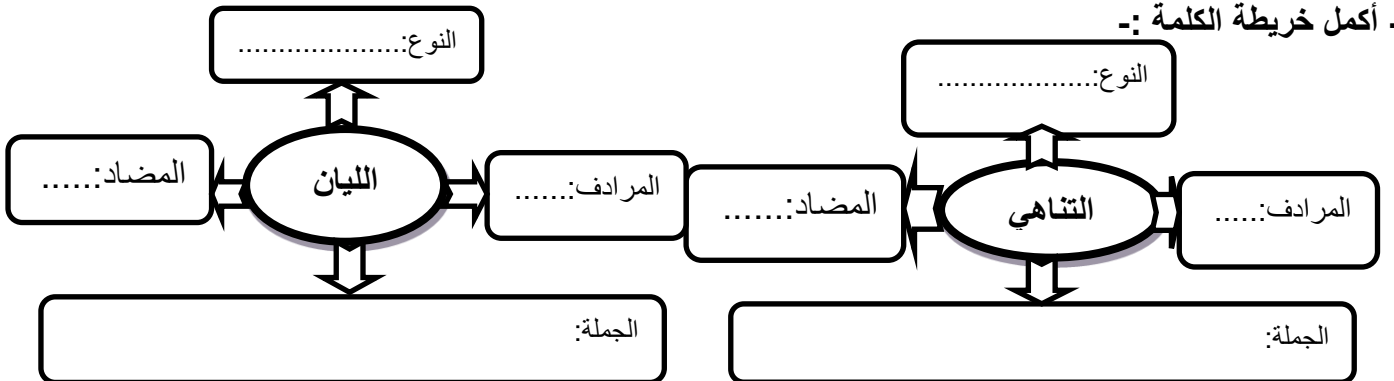 - أكمل خريطة الكلمة :-
النوع:...................
المرادف:.....
التناهي
المضاد:......
الجملة:
النوع:....................
المرادف:......
الليان
المضاد:.....
الجملة: